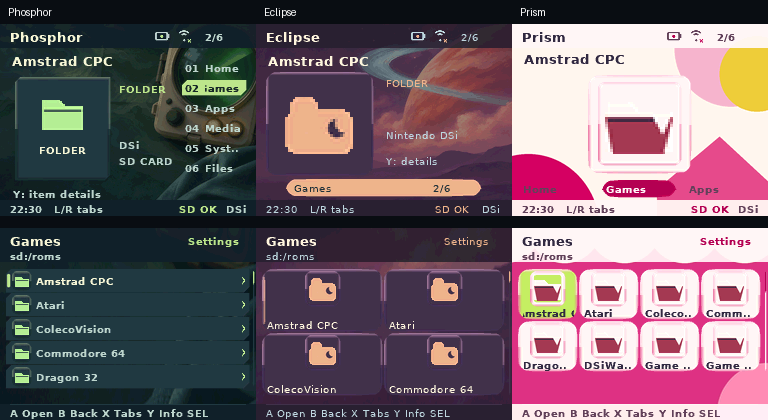 Phosphor
Phosphor 2/6
Amstrad CPC
FOLDER
FOLDER
DSi
SD CARD
01 Home
02 Games
03 Apps
04 Media
05 Syst..
06 Files
Y: item details
22:30 L/R tabs SD OK DSi
Eclipse
Eclipse 2/6
Amstrad CPC
FOLDER
Nintendo DSi
Y: details
Games 2/6
22:30 L/R tabs SD OK DSi
Prism
Prism 2/6
Amstrad CPC
Home Games Apps
22:30 L/R tabs SD OK DSi
Games Settings
sd:/roms
Amstrad CPC
Atari
ColecoVision
Commodore 64
Dragon 32
A Open B Back X Tabs Y Info SEL
Games Settings
sd:/roms
Amstrad CPC Atari
ColecoVision Commodore 64
A Open B Back X Tabs Y Info SEL
Games Settings
sd:/roms
Amstrad C Atari Coleco.. Comm..
Drago.. DSiWa.. Game .. Game ..
A Open B Back X Tabs Y Info SEL